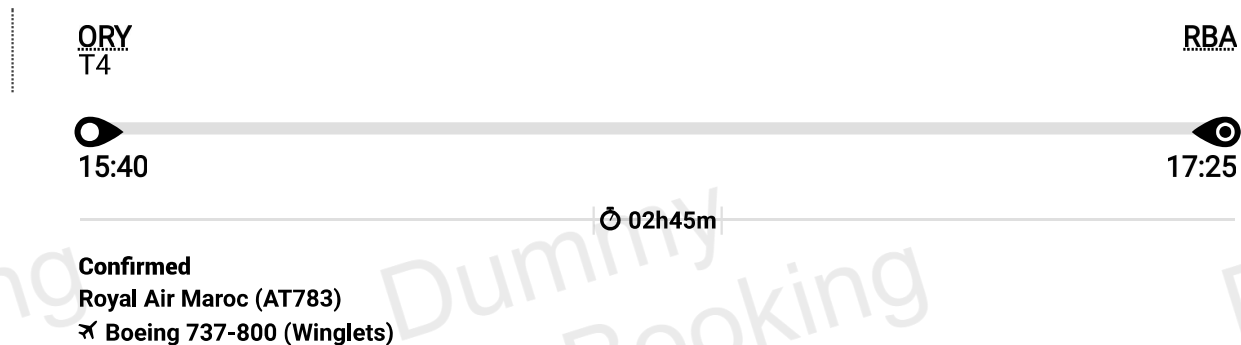 ORY
RBA
T4
15:40
17:25
02h45m
Confirmed
Royal Air Maroc (AT783)
Boeing 737-800 (Winglets)
Dummy
Booking